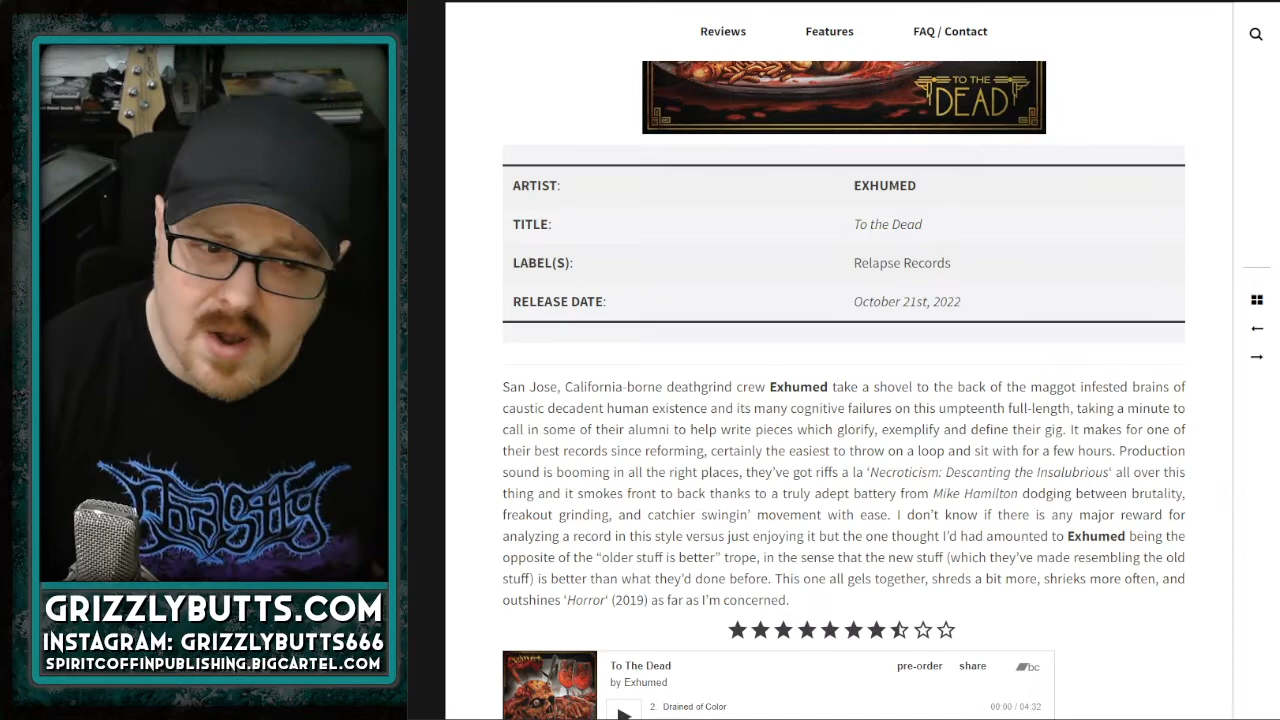 Reviews
Features
FAQ / Contact
TO THE
DEAD
ARTIST:
EXHUMED
TITLE:
To the Dead
LABEL(S):
Relapse Records
RELEASE DATE:
October 21st, 2022
San Jose, California-borne deathgrind crew Exhumed take a shovel to the back of the maggot infested brains of
caustic decadent human existence and its many cognitive failures on this umpteenth full-length, taking a minute to
call in some of their alumni to help write pieces which glorify, exemplify and define their gig. It makes for one of
their best records since reforming, certainly the easiest to throw on a loop and sit with for a few hours. Production
sound is booming in all the right places, they’ve got riffs a la ‘Necroticism: Descanting the Insalubrious‘ all over this
thing and it smokes front to back thanks to a truly adept battery from Mike Hamilton dodging between brutality,
freakout grinding, and catchier swingin’ movement with ease. I don’t know if there is any major reward for
analyzing a record in this style versus just enjoying it but the one thought I’d had amounted to Exhumed being the
opposite of the “older stuff is better” trope, in the sense that the new stuff (which they’ve made resembling the old
stuff) is better than what they’d done before. This one all gels together, shreds a bit more, shrieks more often, and
outshines ‘Horror‘ (2019) as far as I’m concerned.
To The Dead
by Exhumed
pre-order
share
bc
2. Drained of Color
00:00 / 04:32
GRIZZLYBUTTS.COM
INSTAGRAM: GRIZZLYBUTTS666
SPIRITCOFFINPUBLISHING.BIGCARTEL.COM